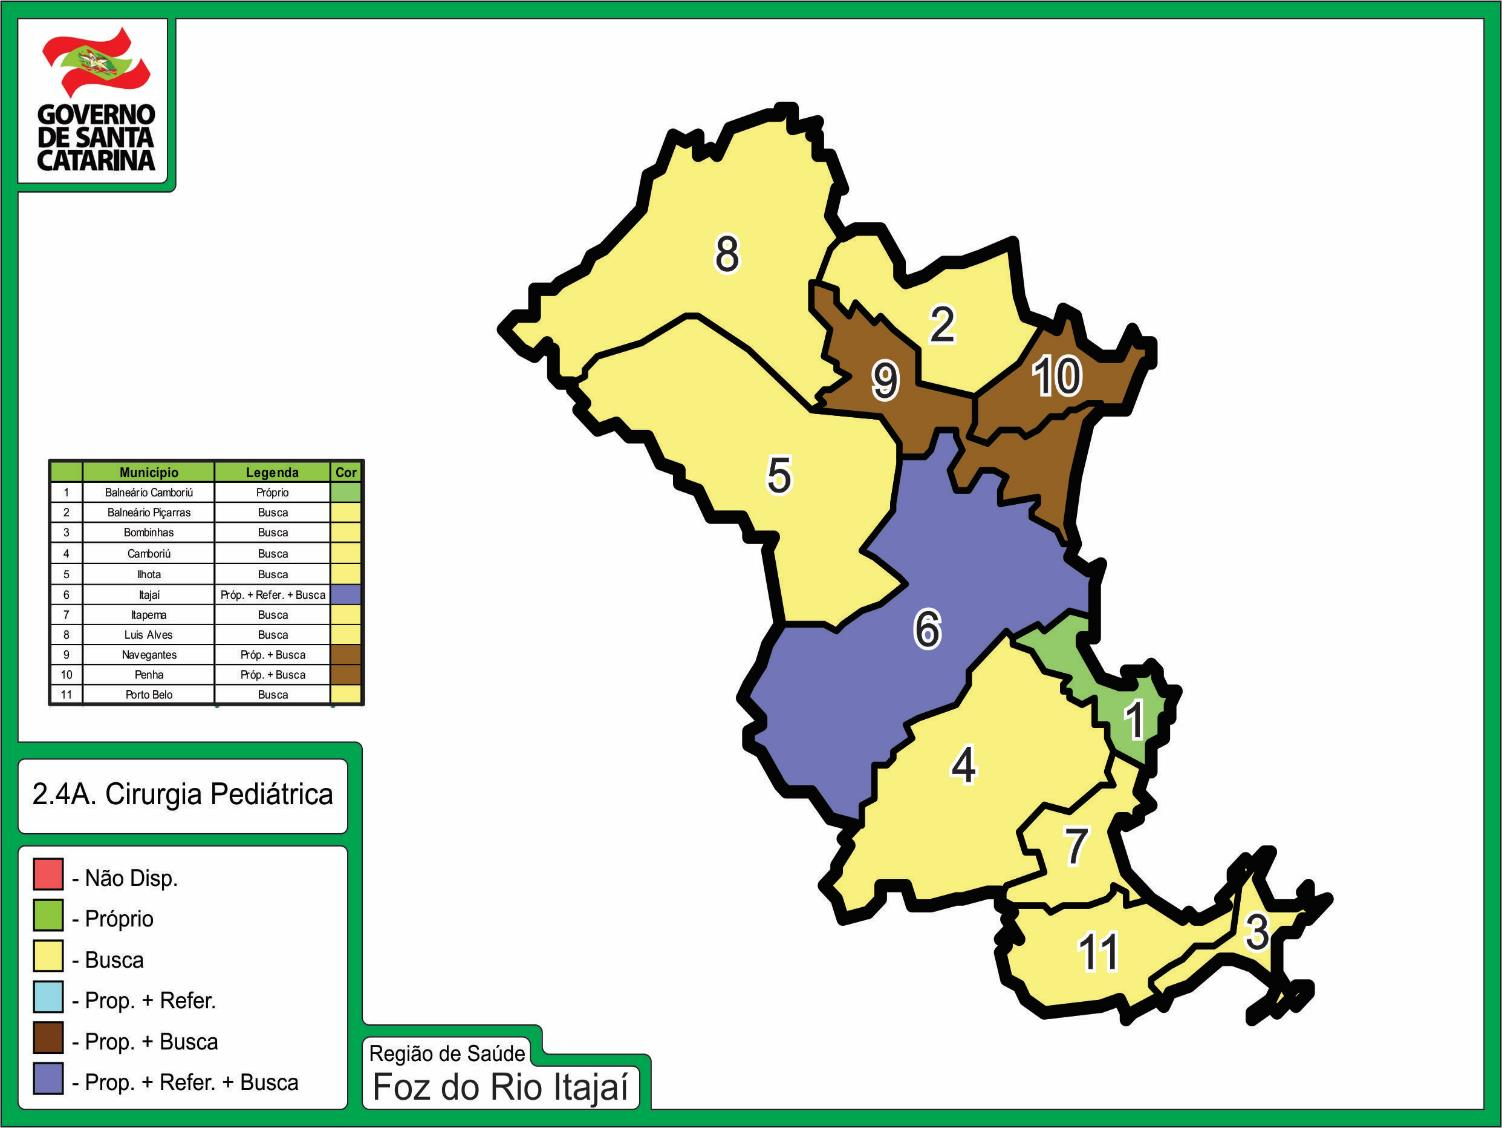 GOVERNO
DE SANTA
CATARINA
8
2
10
9
5
6
1
4
7
3
11
Município Legenda Cor
1 Balneário Camboriú Próprio
2 Balneário Piçarras Busca
3 Bombinhas Busca
4 Camboriú Busca
5 Ilhota Busca
6 Itajaí Próp. + Refer. + Busca
7 Itapema Busca
8 Luis Alves Busca
9 Navegantes Próp. + Busca
10 Penha Próp. + Busca
11 Porto Belo Busca
2.4A. Cirurgia Pediátrica
- Não Disp.
- Próprio
- Busca
- Prop. + Refer.
- Prop. + Busca
- Prop. + Refer. + Busca
Região de Saúde
Foz do Rio Itajaí